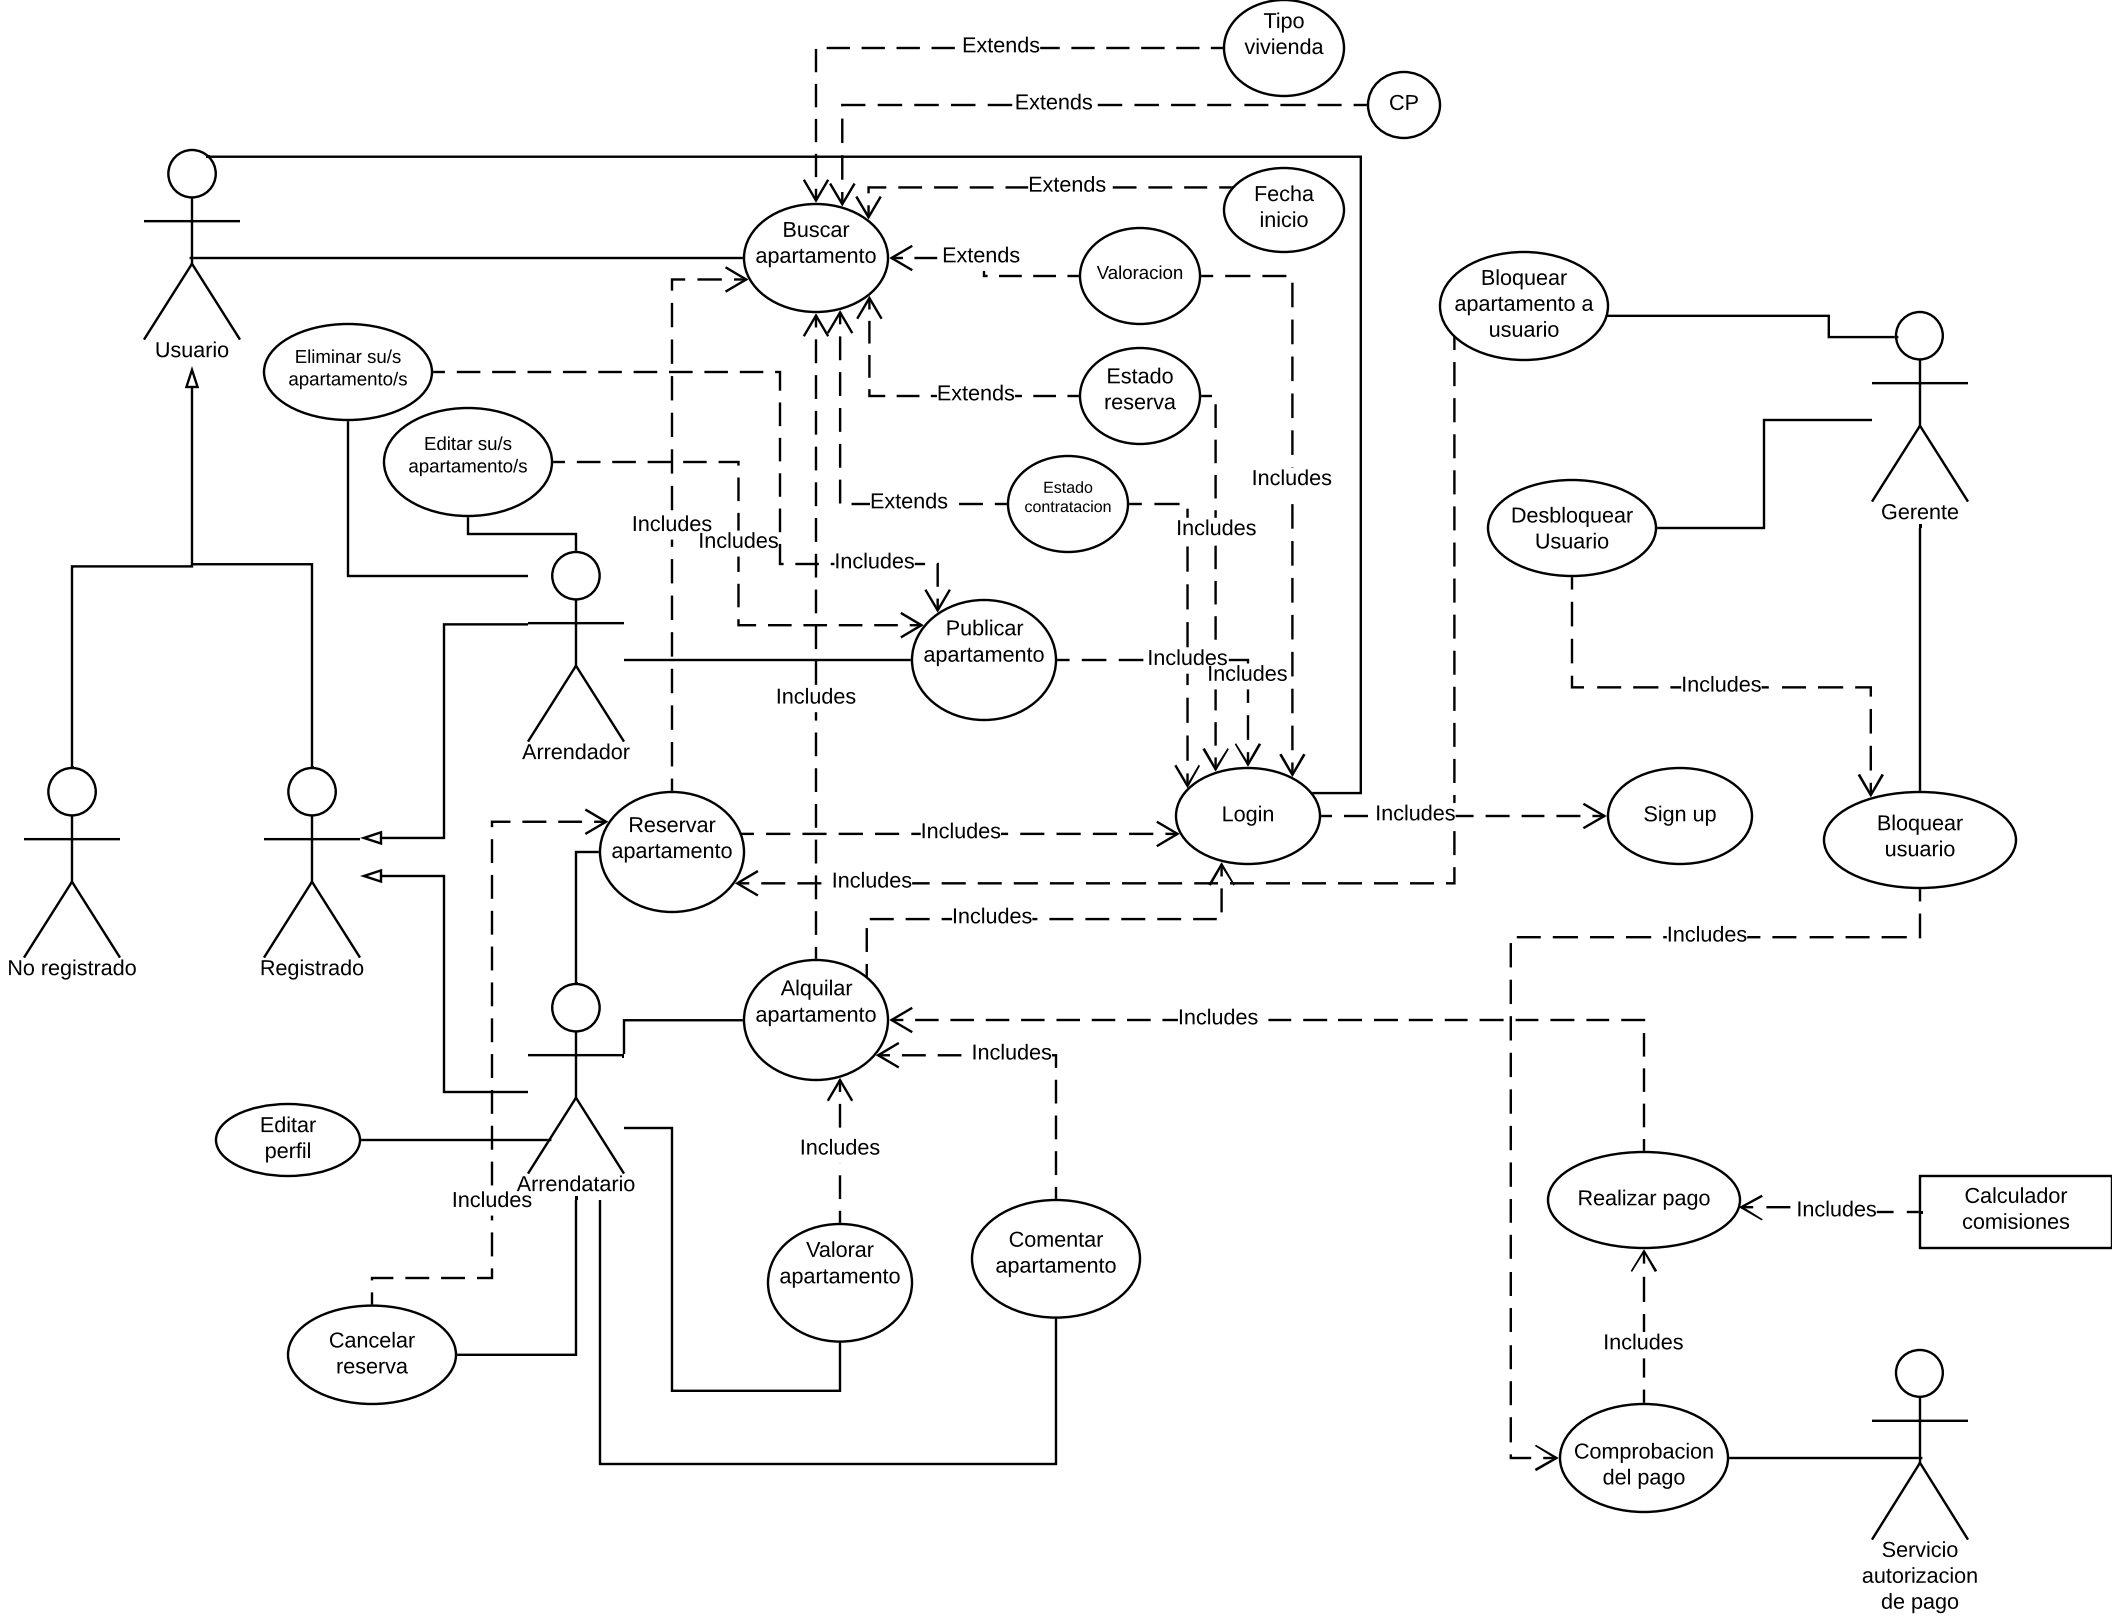 Tipo
vivienda
Extends
CP
Extends
Fecha
inicio
Extends
Buscar
apartamento
Extends
Valoracion
Bloquear
apartamento a
usuario
Usuario
Eliminar su/s
apartamento/s
Estado
reserva
Extends
Editar su/s
apartamento/s
Includes
Estado
contratacion
Extends
Gerente
Desbloquear
Usuario
Includes
Includes
Includes
Includes
Publicar
apartamento
Includes
Includes
Includes
Includes
Arrendador
Login
Includes
Sign up
Reservar
apartamento
Includes
Bloquear
usuario
Includes
Includes
Includes
No registrado
Registrado
Alquilar
apartamento
Includes
Includes
Editar
perfil
Includes
Arrendatario
Includes
Realizar pago
Includes
Calculador
comisiones
Valorar
apartamento
Comentar
apartamento
Cancelar
reserva
Includes
Comprobacion
del pago
Servicio
autorizacion
de pago